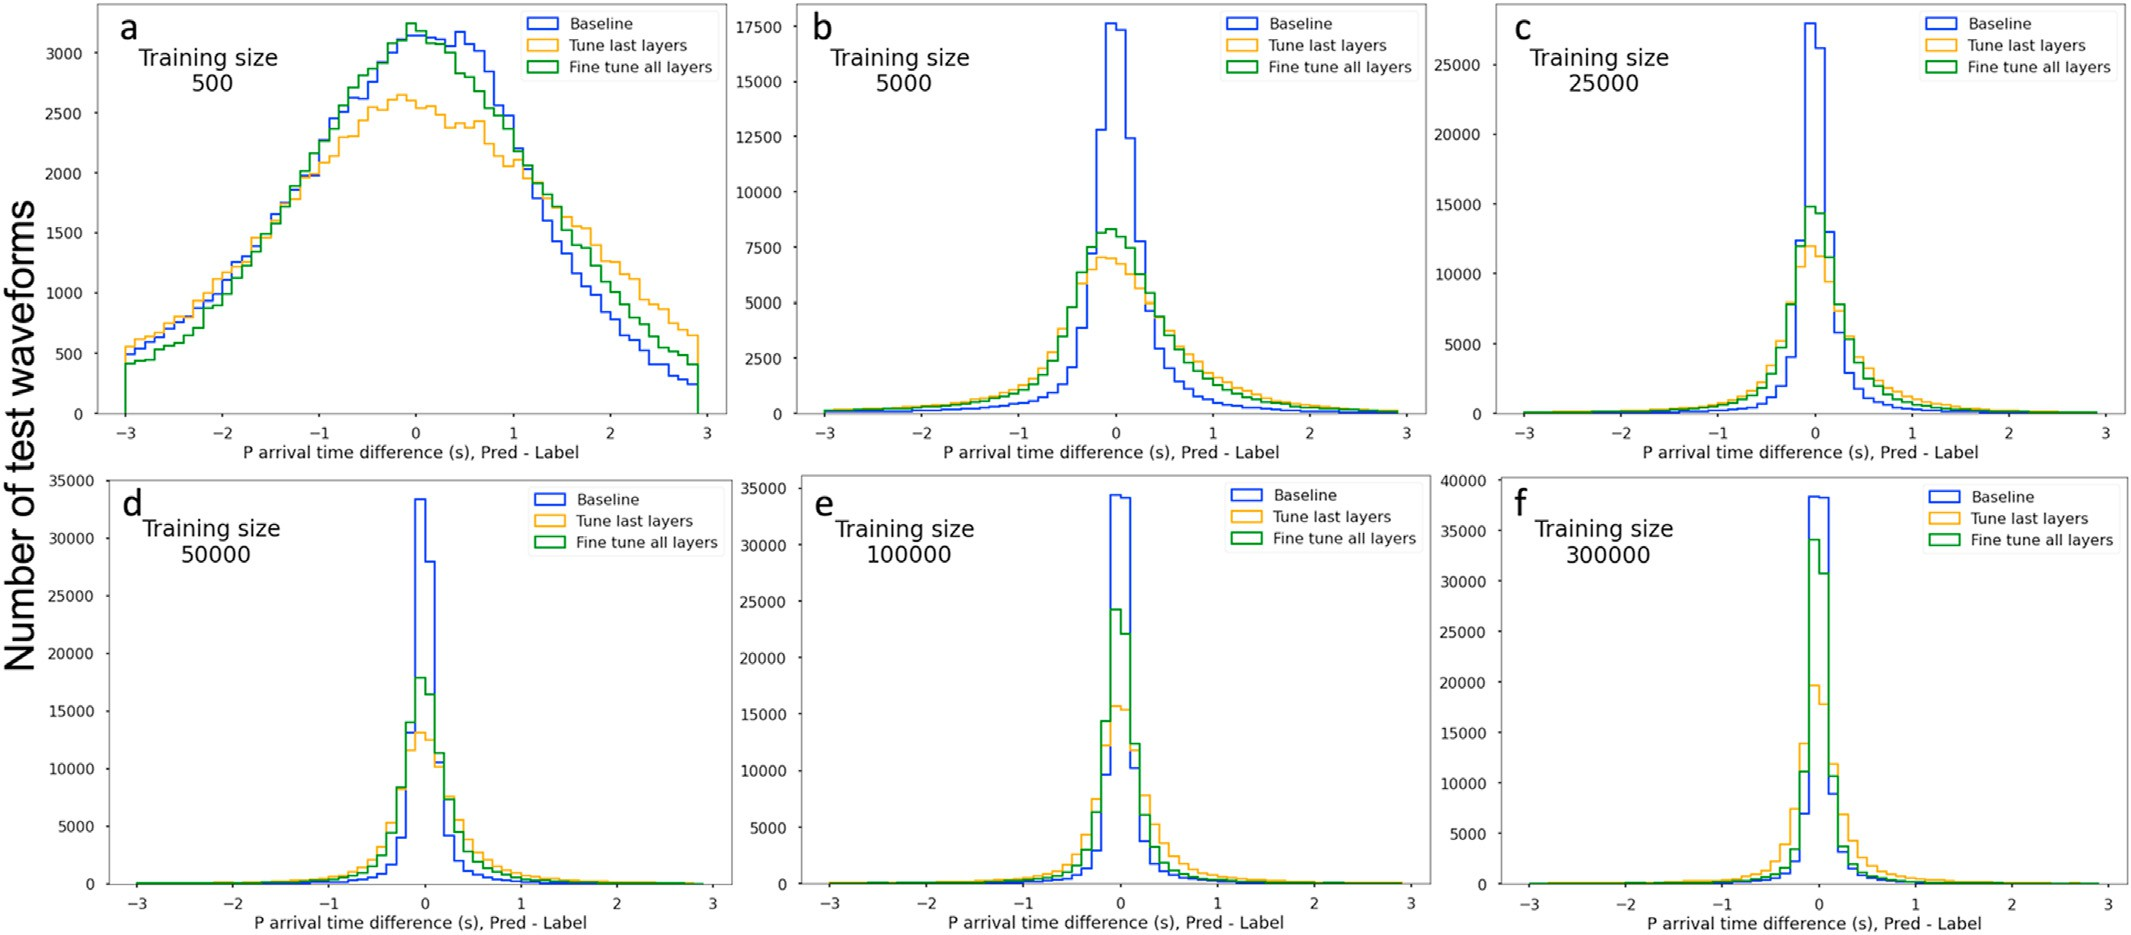 Number of test waveforms
a
Training size
500
Baseline
Tune last layers
Fine tune all layers
3000
2500
2000
1500
1000
500
0
−3 −2 −1 0 1 2 3
P arrival time difference (s), Pred - Label
b
Training size
5000
Baseline
Tune last layers
Fine tune all layers
17500
15000
12500
10000
7500
5000
2500
0
−3 −2 −1 0 1 2 3
P arrival time difference (s), Pred - Label
c
Training size
25000
Baseline
Tune last layers
Fine tune all layers
25000
20000
15000
10000
5000
0
−3 −2 −1 0 1 2 3
P arrival time difference (s), Pred - Label
d
Training size
50000
Baseline
Tune last layers
Fine tune all layers
35000
30000
25000
20000
15000
10000
5000
0
−3 −2 −1 0 1 2 3
P arrival time difference (s), Pred - Label
e
Training size
100000
Baseline
Tune last layers
Fine tune all layers
35000
30000
25000
20000
15000
10000
5000
0
−3 −2 −1 0 1 2 3
P arrival time difference (s), Pred - Label
f
Training size
300000
Baseline
Tune last layers
Fine tune all layers
40000
35000
30000
25000
20000
15000
10000
5000
0
−3 −2 −1 0 1 2 3
P arrival time difference (s), Pred - Label